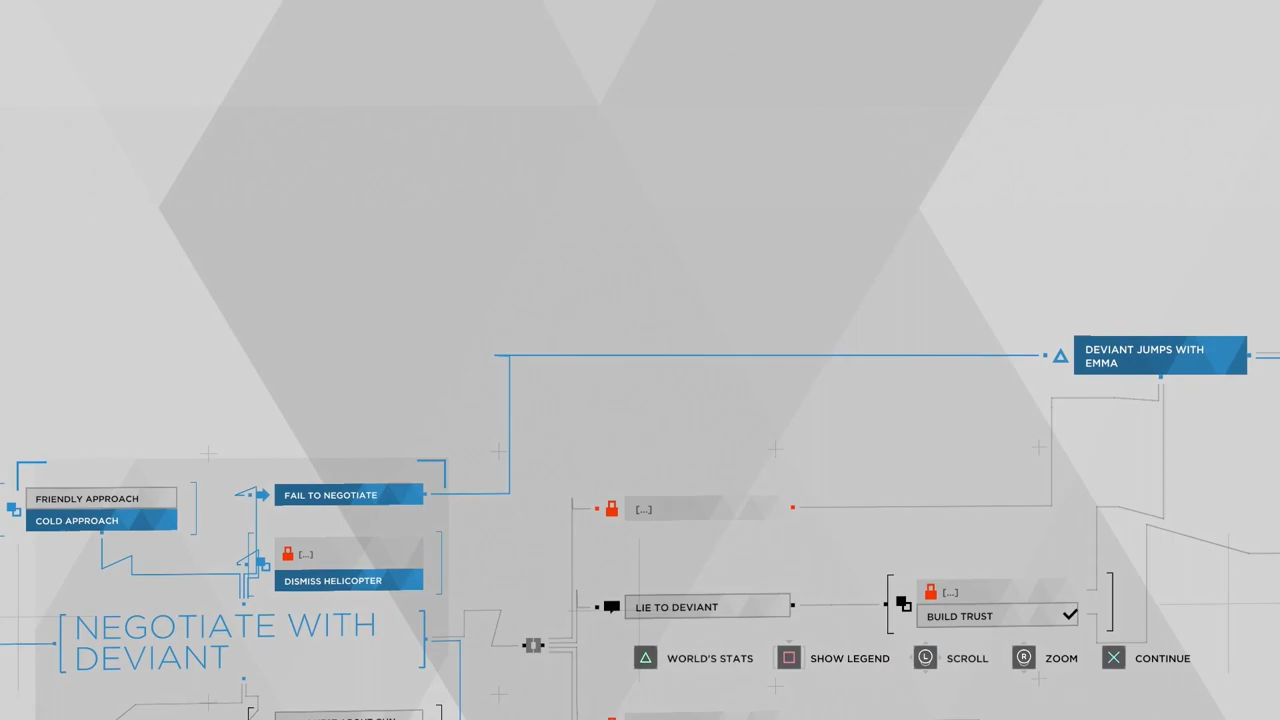 DEVIANT JUMPS WITH
EMMA
FRIENDLY APPROACH
COLD APPROACH
FAIL TO NEGOTIATE
[...]
DISMISS HELICOPTER
[...]
LIE TO DEVIANT
[...]
BUILD TRUST
NEGOTIATE WITH
DEVIANT
WORLD'S STATS
SHOW LEGEND
L
SCROLL
R
ZOOM
CONTINUE